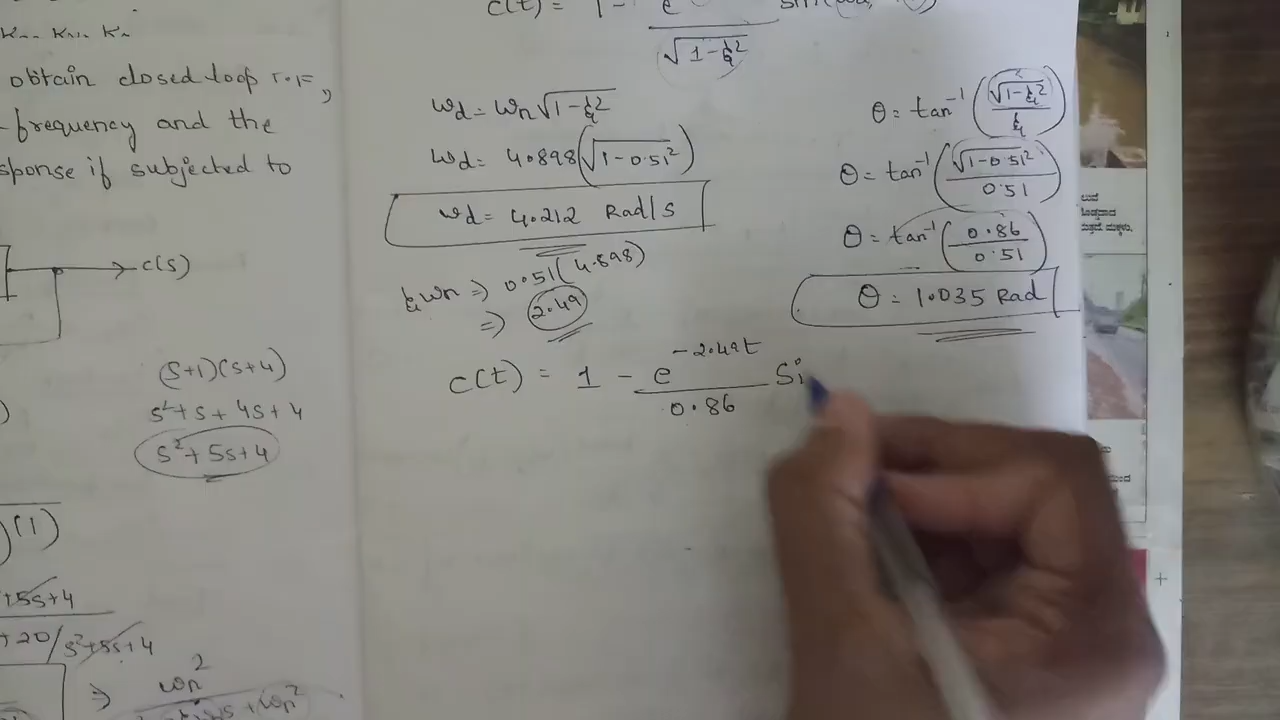 obtain closed loop T.F,
-frequency and the
sponse if subjected to
c(s)
(s+1)(s+4)
s²+s+4s+4
s²+5s+4
)(1)
+5s+4
+20/s²+5s+4
⇒ ωn²
c(t) = 1 - e
√1-ξ²
ωd = ωn√1-ξ²
ωd = 4.898(√1-0.51²)
ωd = 4.212 Rad/s
ξωn ⇒ 0.51(4.898)
⇒ 2.49
θ = tan⁻¹(√1-ξ²/ξ)
θ = tan⁻¹(√1-0.51²/0.51)
θ = tan⁻¹(0.86/0.51)
θ = 1.035 Rad
c(t) = 1 - e^-2.49t/0.86 Si